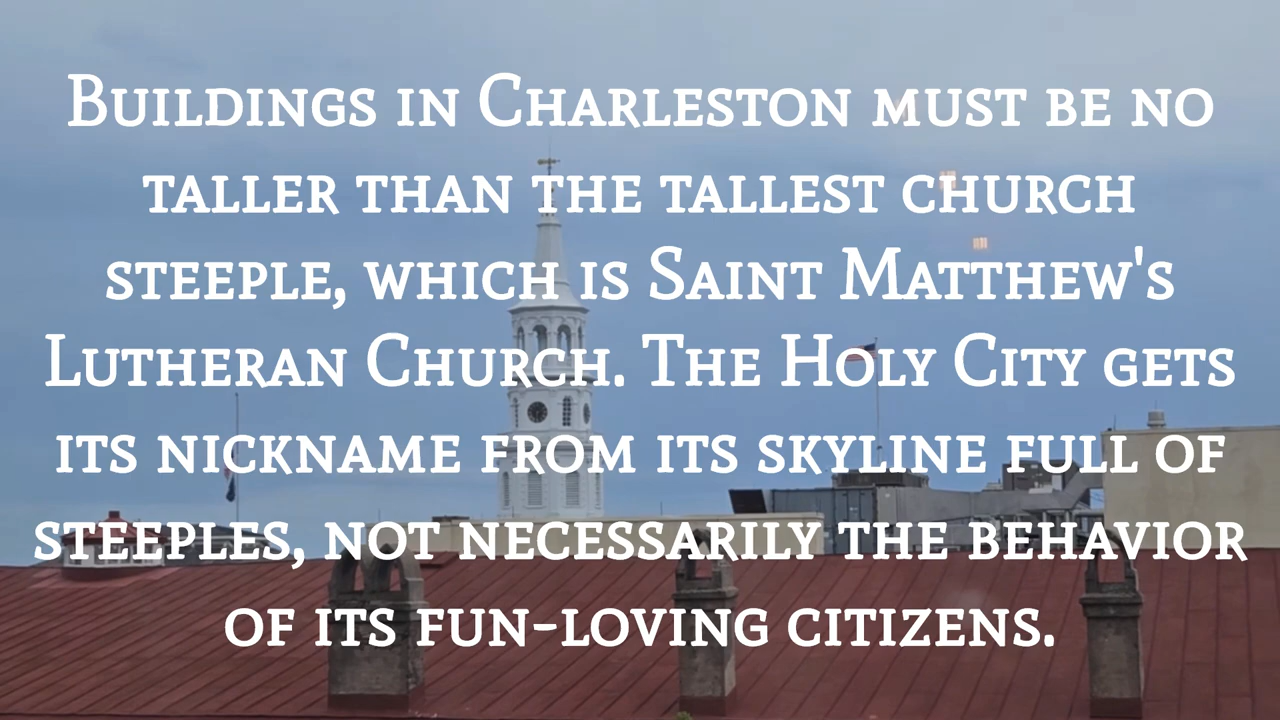 Buildings in Charleston must be no
taller than the tallest church
steeple, which is Saint Matthew's
Lutheran Church. The Holy City gets
its nickname from its skyline full of
steeples, not necessarily the behavior
of its fun-loving citizens.